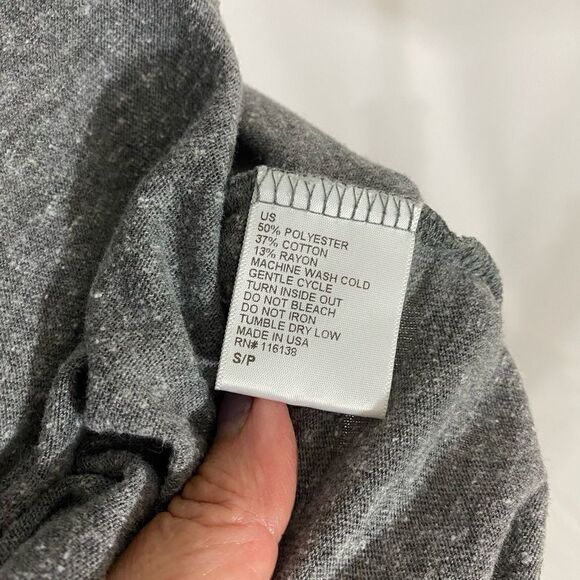 US
50% POLYESTER
37% COTTON
13% RAYON
MACHINE WASH COLD
GENTLE CYCLE
TURN INSIDE OUT
DO NOT BLEACH
DO NOT IRON
TUMBLE DRY LOW
MADE IN USA
RN# 116138
S/P